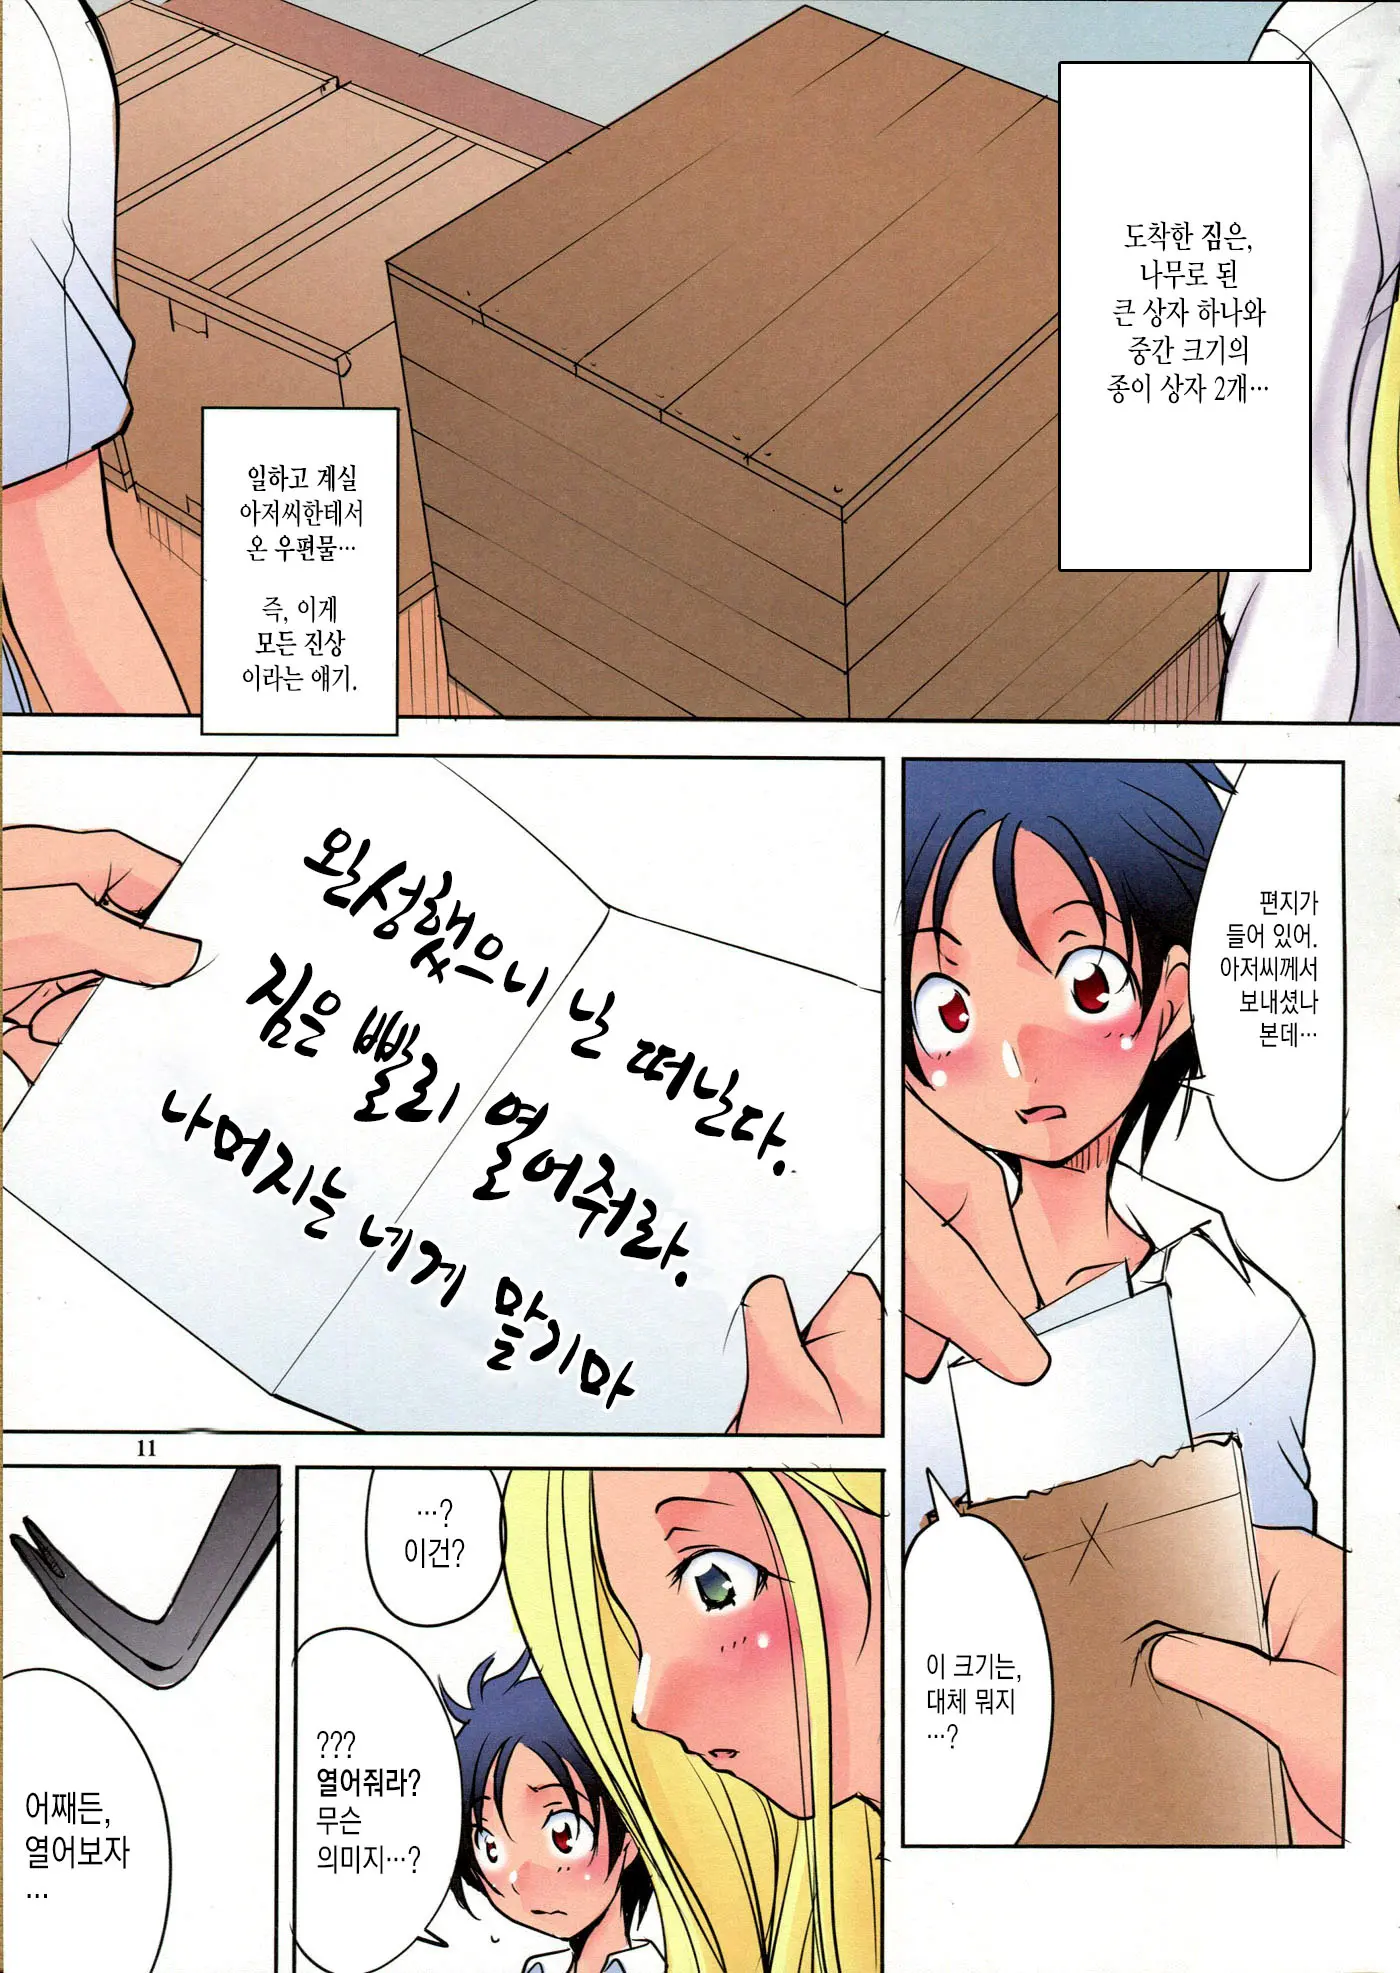 도착한 짐은,
나무로 된
큰 상자 하나와
중간 크기의
종이 상자 2개…
일하고 계실
아저씨한테서
온 우편물…
즉, 이게
모든 진상
이라는 얘기.
편지가
들어 있어.
아저씨께서
보내셨나
본데…
이 크기는,
대체 뭐지
…?
완성했으니 난 떠난다.
짐은 빨리 열어줘라.
나머지는 네게 맡기마
11
…?
이건?
???
열어줘라?
무슨
의미지…?
어째든,
열어보자
…